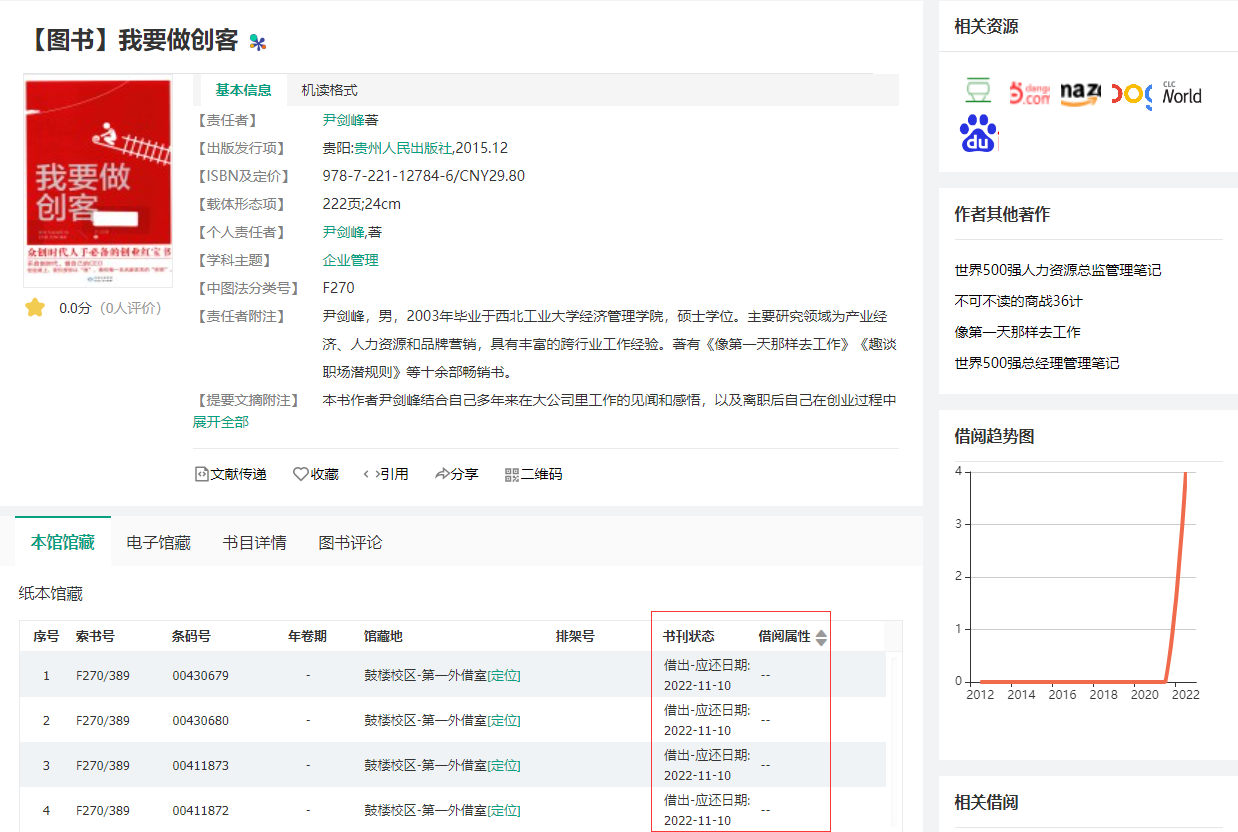 【图书】我要做创客
我要做
创客
众创时代人手必备的创业红宝书
0.0分 (0人评价)
基本信息 机读格式
【责任者】 尹剑峰著
【出版发行项】 贵阳:贵州人民出版社,2015.12
【ISBN及定价】 978-7-221-12784-6/CNY29.80
【载体形态项】 222页;24cm
【个人责任者】 尹剑峰,著
【学科主题】 企业管理
【中图法分类号】 F270
【责任者附注】 尹剑峰，男，2003年毕业于西北工业大学经济管理学院，硕士学位。主要研究领域为产业经
济、人力资源和品牌营销，具有丰富的跨行业工作经验。著有《像第一天那样去工作》《趣谈
职场潜规则》等十余部畅销书。
【提要文摘附注】 本书作者尹剑峰结合自己多年来在大公司里工作的见闻和感悟，以及离职后自己在创业过程中
展开全部
文献传递 收藏 引用 分享 二维码
本馆馆藏 电子馆藏 书目详情 图书评论
纸本馆藏
序号 索书号 条码号 年卷期 馆藏地 排架号 书刊状态 借阅属性
1 F270/389 00430679 - 鼓楼校区-第一外借室[定位] 借出-应还日期: 2022-11-10 --
2 F270/389 00430680 - 鼓楼校区-第一外借室[定位] 借出-应还日期: 2022-11-10 --
3 F270/389 00411873 - 鼓楼校区-第一外借室[定位] 借出-应还日期: 2022-11-10 --
4 F270/389 00411872 - 鼓楼校区-第一外借室[定位] 借出-应还日期: 2022-11-10 --
相关资源
dang
.com
naz
CLC
World
du
作者其他著作
世界500强人力资源总监管理笔记
不可不读的商战36计
像第一天那样去工作
世界500强总经理管理笔记
借阅趋势图
4
3
2
1
0
2012 2014 2016 2018 2020 2022
相关借阅